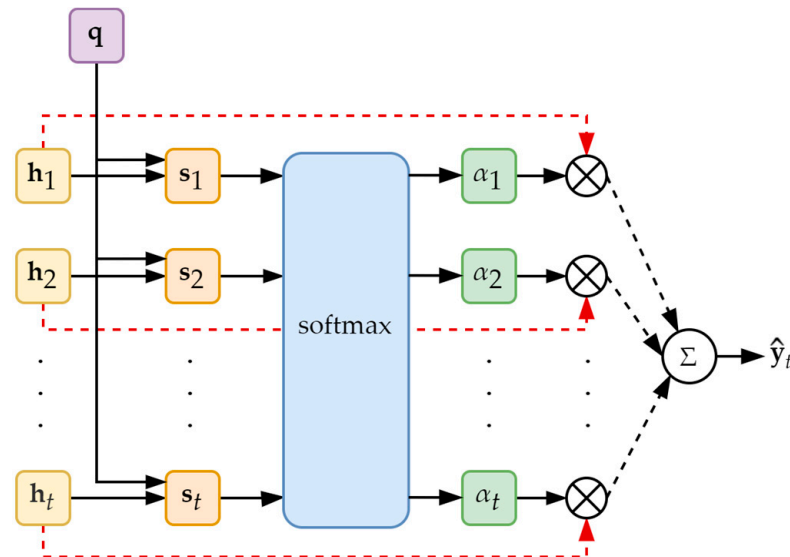 q
h₁ s₁ α₁
h₂ s₂ α₂
softmax
Σ ŷₜ
hₜ sₜ αₜ